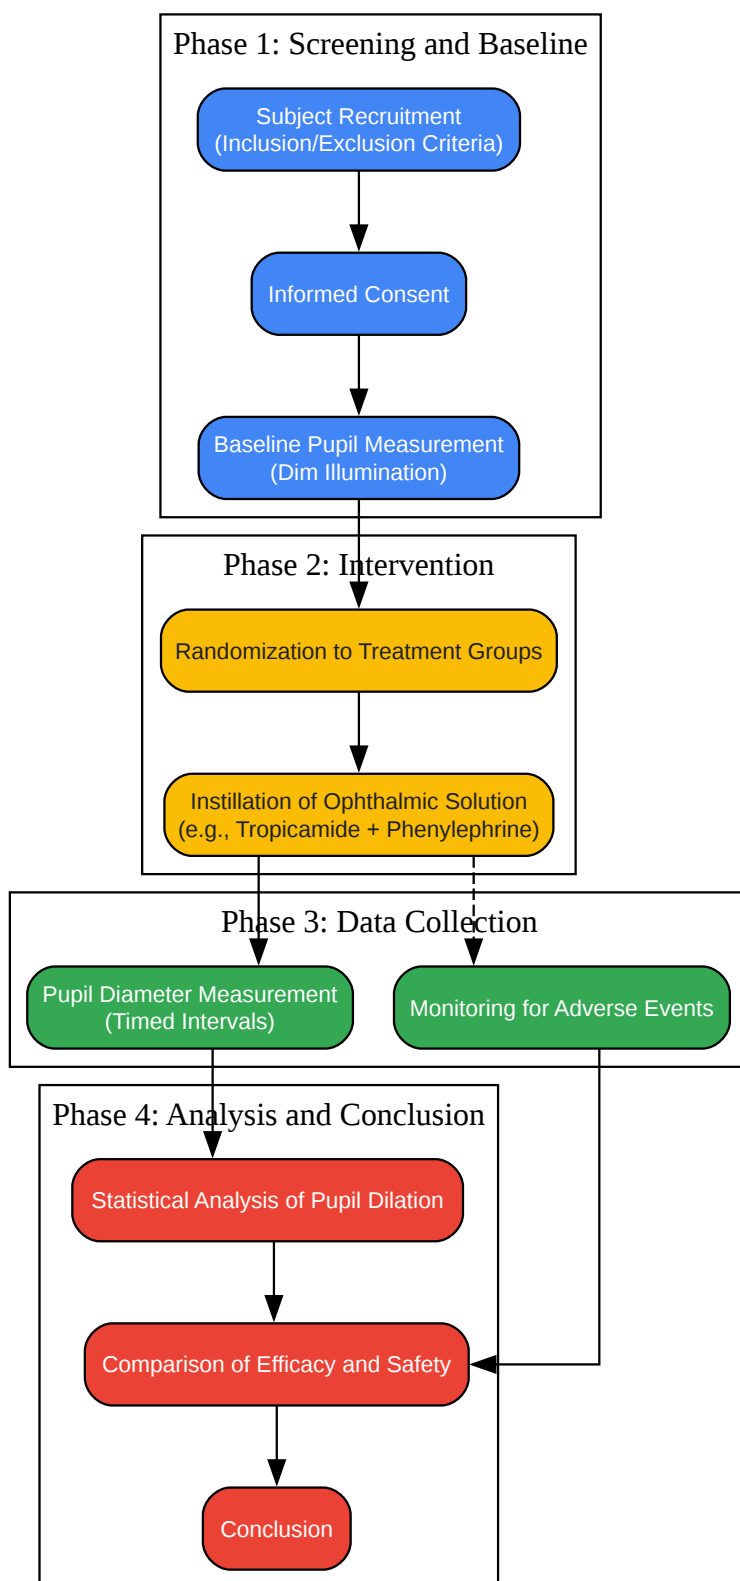 Phase 1: Screening and Baseline
Subject Recruitment
(Inclusion/Exclusion Criteria)
Informed Consent
Baseline Pupil Measurement
(Dim Illumination)
Phase 2: Intervention
Randomization to Treatment Groups
Instillation of Ophthalmic Solution
(e.g., Tropicamide + Phenylephrine)
Phase 3: Data Collection
Pupil Diameter Measurement
(Timed Intervals)
Monitoring for Adverse Events
Phase 4: Analysis and Conclusion
Statistical Analysis of Pupil Dilation
Comparison of Efficacy and Safety
Conclusion